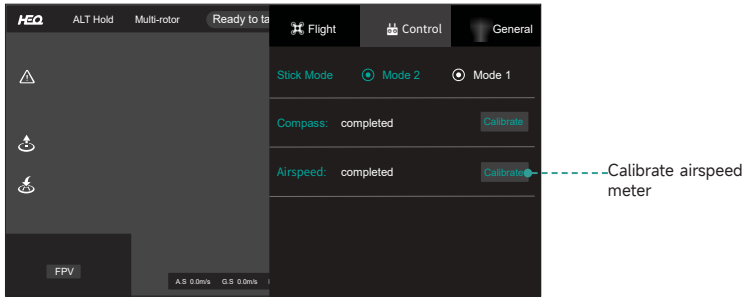 HEQ ALT Hold Multi-rotor Ready to ta
Flight Control General
Stick Mode Mode 2 Mode 1
Compass: completed Calibrate
Airspeed: completed Calibrate
Calibrate airspeed
meter
FPV
A.S 0.0m/s G.S 0.0m/s